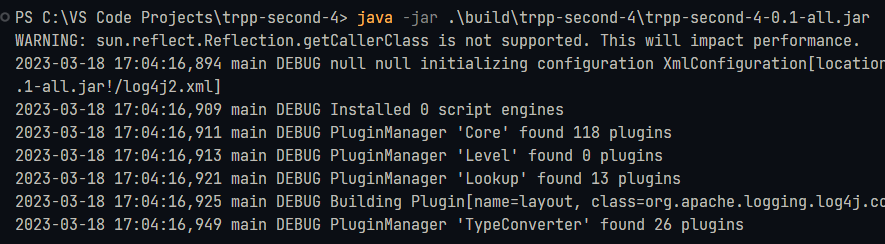 PS C:\VS Code Projects\trpp-second-4> java -jar .\build\trpp-second-4\trpp-second-4-0.1-all.jar
WARNING: sun.reflect.Reflection.getCallerClass is not supported. This will impact performance.
2023-03-18 17:04:16,894 main DEBUG null null initializing configuration XmlConfiguration[location
.1-all.jar!/log4j2.xml]
2023-03-18 17:04:16,909 main DEBUG Installed 0 script engines
2023-03-18 17:04:16,911 main DEBUG PluginManager 'Core' found 118 plugins
2023-03-18 17:04:16,913 main DEBUG PluginManager 'Level' found 0 plugins
2023-03-18 17:04:16,921 main DEBUG PluginManager 'Lookup' found 13 plugins
2023-03-18 17:04:16,925 main DEBUG Building Plugin[name=layout, class=org.apache.logging.log4j.co
2023-03-18 17:04:16,949 main DEBUG PluginManager 'TypeConverter' found 26 plugins